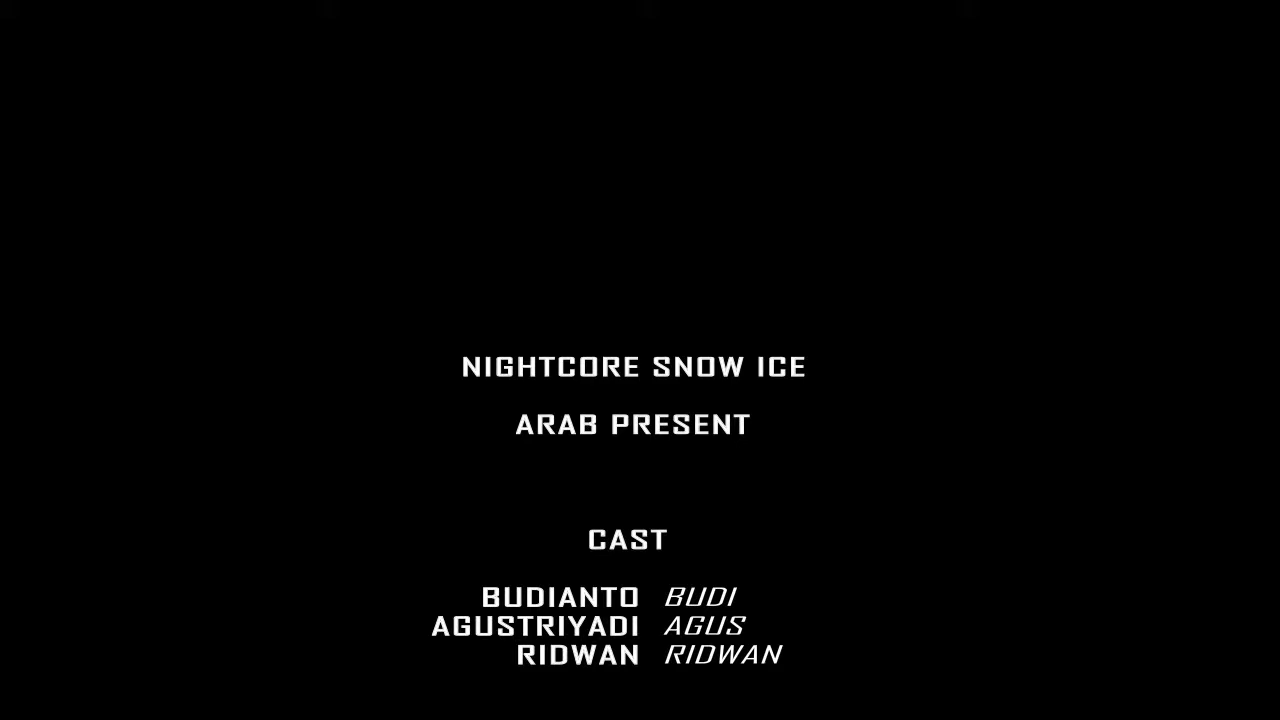 NIGHTCORE SNOW ICE
ARAB PRESENT
CAST
BUDIANTO BUDI
AGUSTRIYADI AGUS
RIDWAN RIDWAN